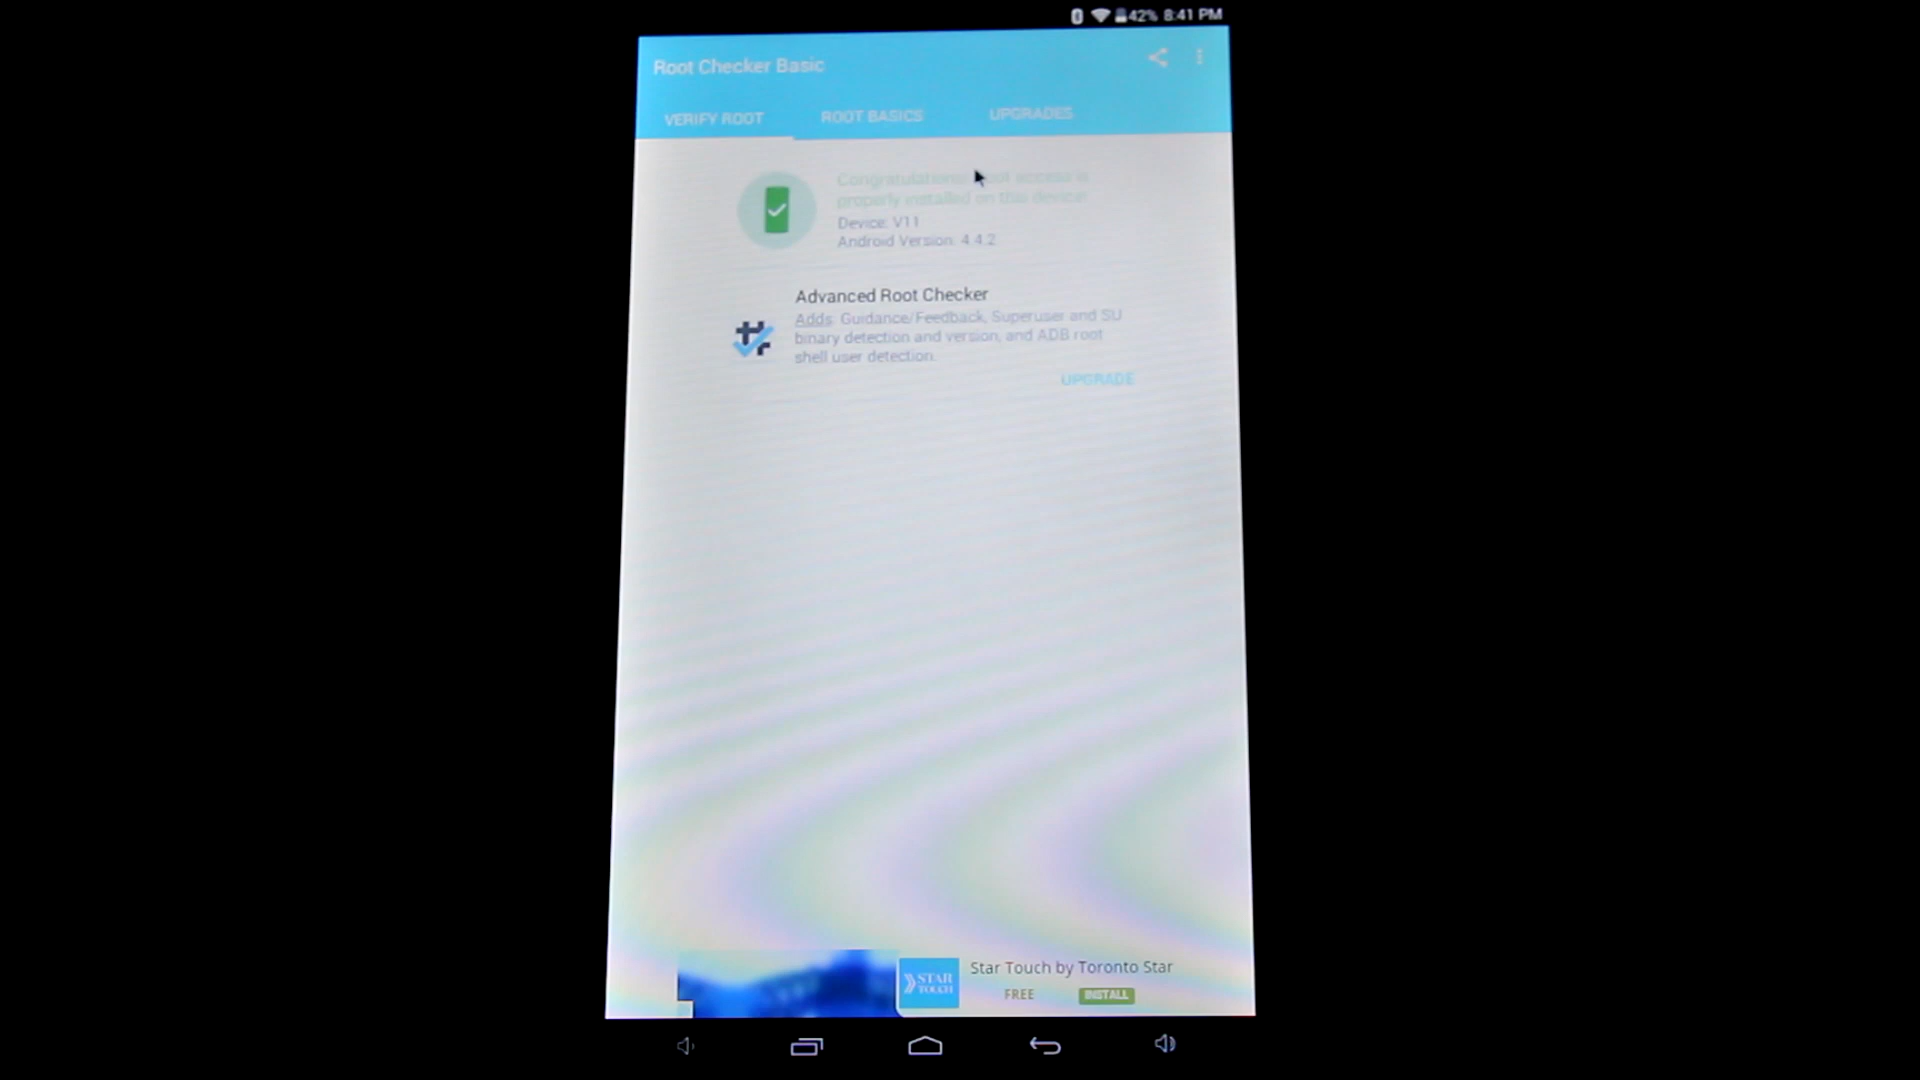 42% 8:41 PM
Root Checker Basic
VERIFY ROOT ROOT BASICS UPGRADES
Congratulations access is
properly installed on this device!
Device: V11
Android Version: 4.4.2
Advanced Root Checker
Adds: Guidance/Feedback, Superuser and SU
binary detection and version, and ADB root
shell user detection.
UPGRADE
STAR
TOUCH
Star Touch by Toronto Star
FREE INSTALL